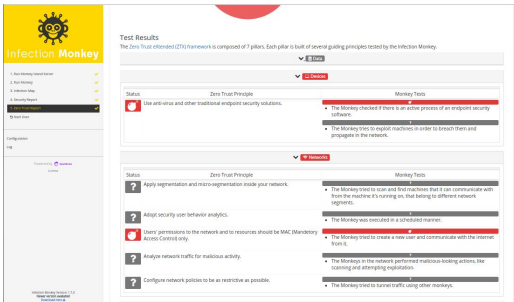 Infection Monkey
1. Run Monkey Island Server
2. Run Monkey
3. Infection Map
4. Security Report
5. Zero Trust Report
Start Over
Configuration
Log
Powered by
License
Infection Monkey Version: 1.7.0
Newer version available!
Test Results
The Zero Trust eXtended (ZTX) framework is composed of 7 pillars. Each pillar is built of several guiding principles tested by the Infection Monkey.
Data
Devices
Status Zero Trust Principle Monkey Tests
Use anti-virus and other traditional endpoint security solutions.
The Monkey checked if there is an active process of an endpoint security
software.
The Monkey tries to exploit machines in order to breach them and
propagate in the network.
Networks
Status Zero Trust Principle Monkey Tests
Apply segmentation and micro-segmentation inside your network.
The Monkey tried to scan and find machines that it can communicate with
from the machine it's running on, that belong to different network
segments.
Adopt security user behavior analytics.
The Monkey was executed in a scheduled manner.
Users' permissions to the network and to resources should be MAC (Mandetory
Access Control) only.
The Monkey tried to create a new user and communicate with the internet
from it.
Analyze network traffic for malicious activity.
The Monkeys in the network performed malicious-looking actions, like
scanning and attempting exploitation.
Configure network policies to be as restrictive as possible.
The Monkey tried to tunnel traffic using other monkeys.